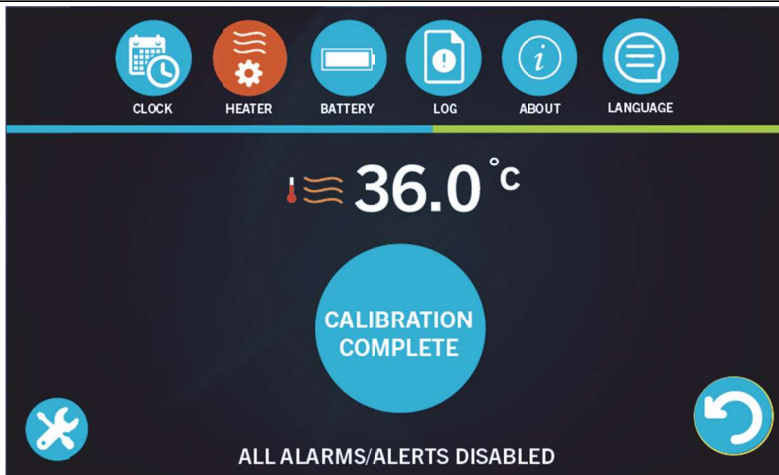 CLOCK HEATER BATTERY LOG ABOUT LANGUAGE
36.0 °C
CALIBRATION
COMPLETE
ALL ALARMS/ALERTS DISABLED